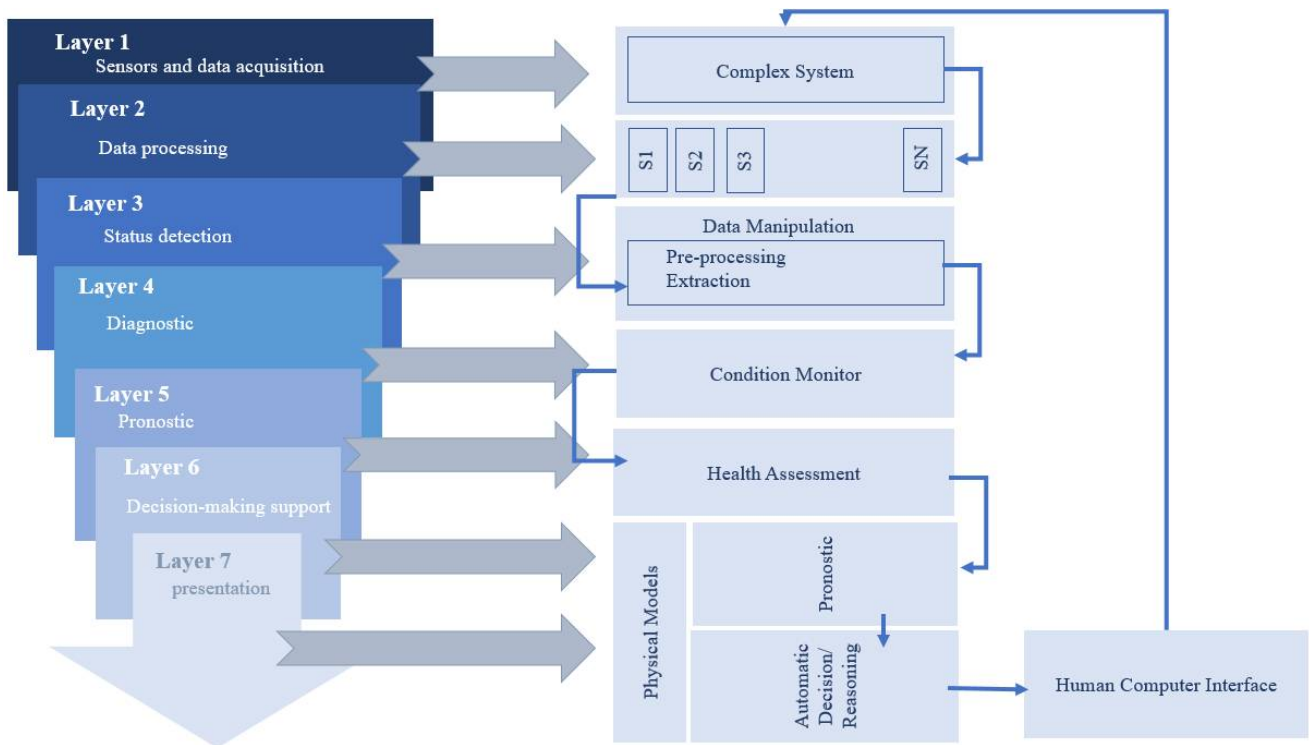 Layer 1
Sensors and data acquisition
Layer 2
Data processing
Layer 3
Status detection
Layer 4
Diagnostic
Layer 5
Pronostic
Layer 6
Decision-making support
Layer 7
presentation
Complex System
S1
S2
S3
SN
Data Manipulation
Pre-processing
Extraction
Condition Monitor
Health Assessment
Physical Models
Pronostic
Automatic
Decision/
Reasoning
Human Computer Interface